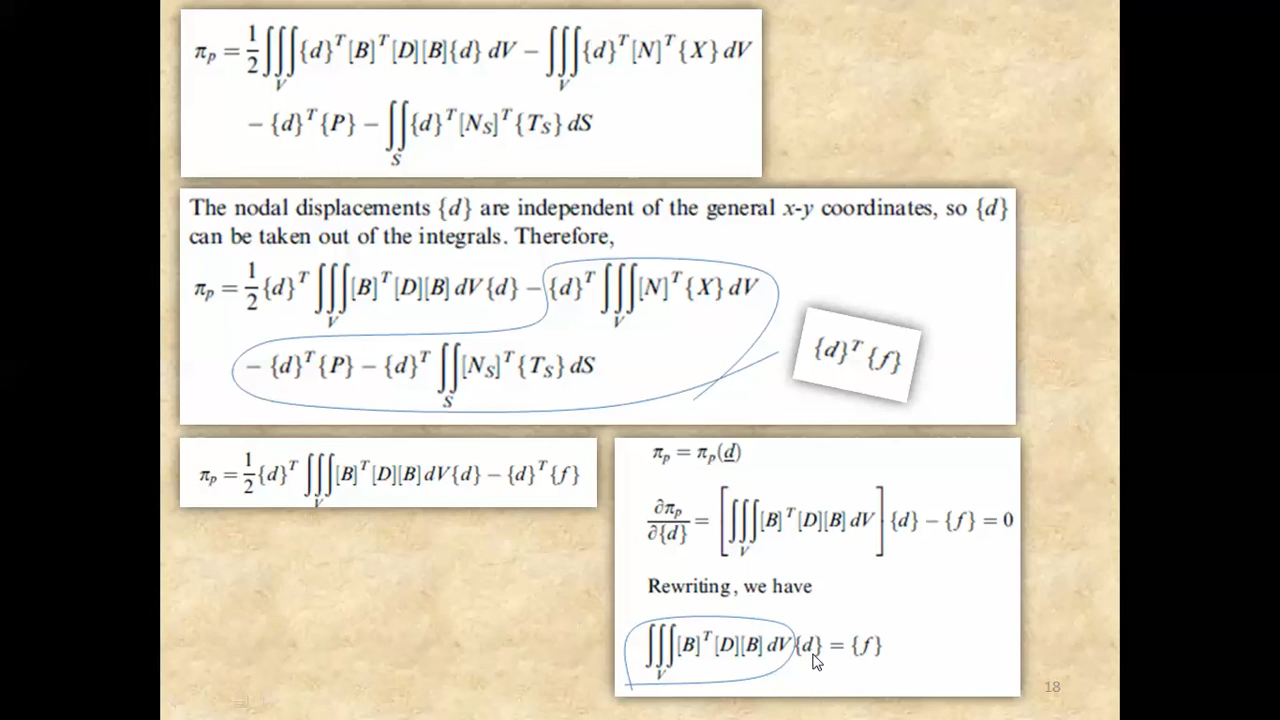 π_p = 1/2 ∭_V {d}^T [B]^T [D][B]{d} dV − ∭_V {d}^T [N]^T {X} dV
− {d}^T {P} − ∬_S {d}^T [N_S]^T {T_S} dS
The nodal displacements {d} are independent of the general x-y coordinates, so {d}
can be taken out of the integrals. Therefore,
π_p = 1/2 {d}^T ∭_V [B]^T [D][B] dV{d} − {d}^T ∭_V [N]^T {X} dV
− {d}^T {P} − {d}^T ∬_S [N_S]^T {T_S} dS
{d}^T {f}
π_p = 1/2 {d}^T ∭_V [B]^T [D][B] dV{d} − {d}^T {f}
π_p = π_p(d)
∂π_p/∂{d} = [∭_V [B]^T [D][B] dV] {d} − {f} = 0
Rewriting, we have
∭_V [B]^T [D][B] dV{d} = {f}
18